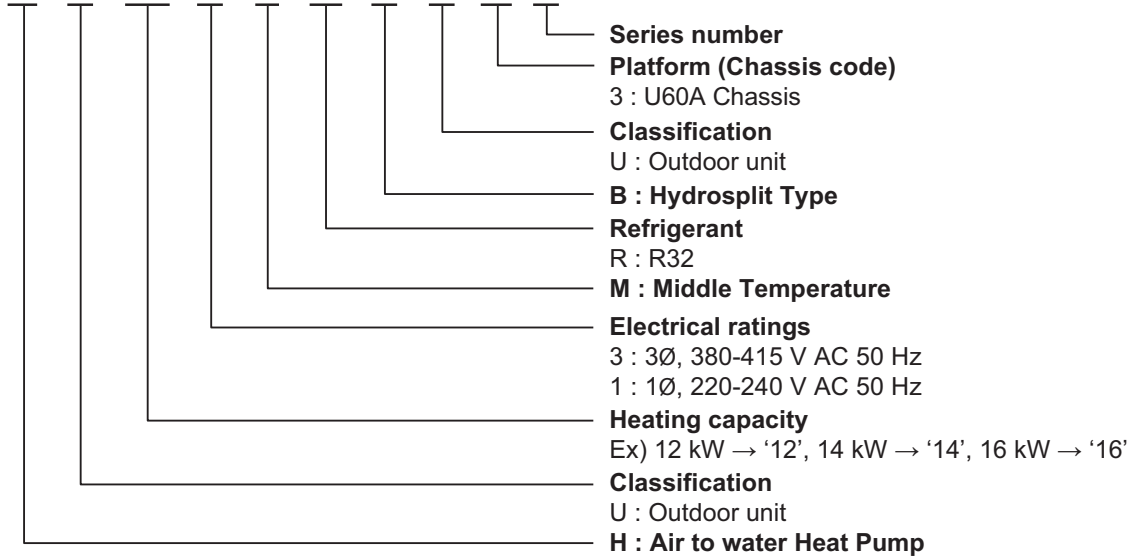 Series number
Platform (Chassis code)
3 : U60A Chassis
Classification
U : Outdoor unit
B : Hydrosplit Type
Refrigerant
R : R32
M : Middle Temperature
Electrical ratings
3 : 3Ø, 380-415 V AC 50 Hz
1 : 1Ø, 220-240 V AC 50 Hz
Heating capacity
Ex) 12 kW → ‘12’, 14 kW → ‘14’, 16 kW → ‘16’
Classification
U : Outdoor unit
H : Air to water Heat Pump